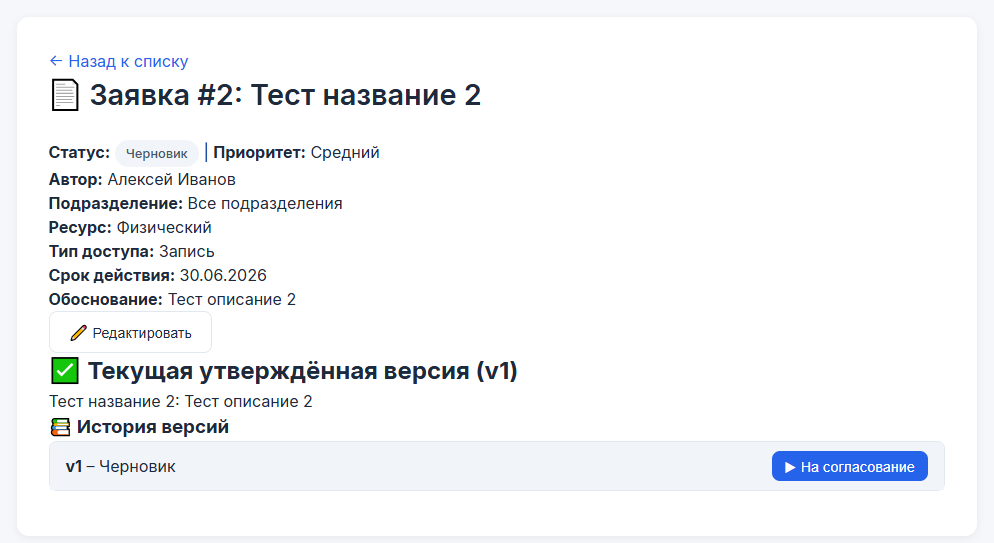 ← Назад к списку
📄 Заявка #2: Тест название 2
Статус: Черновик | Приоритет: Средний
Автор: Алексей Иванов
Подразделение: Все подразделения
Ресурс: Физический
Тип доступа: Запись
Срок действия: 30.06.2026
Обоснование: Тест описание 2
✏️ Редактировать
✅ Текущая утверждённая версия (v1)
Тест название 2: Тест описание 2
📚 История версий
v1 – Черновик ▶ На согласование